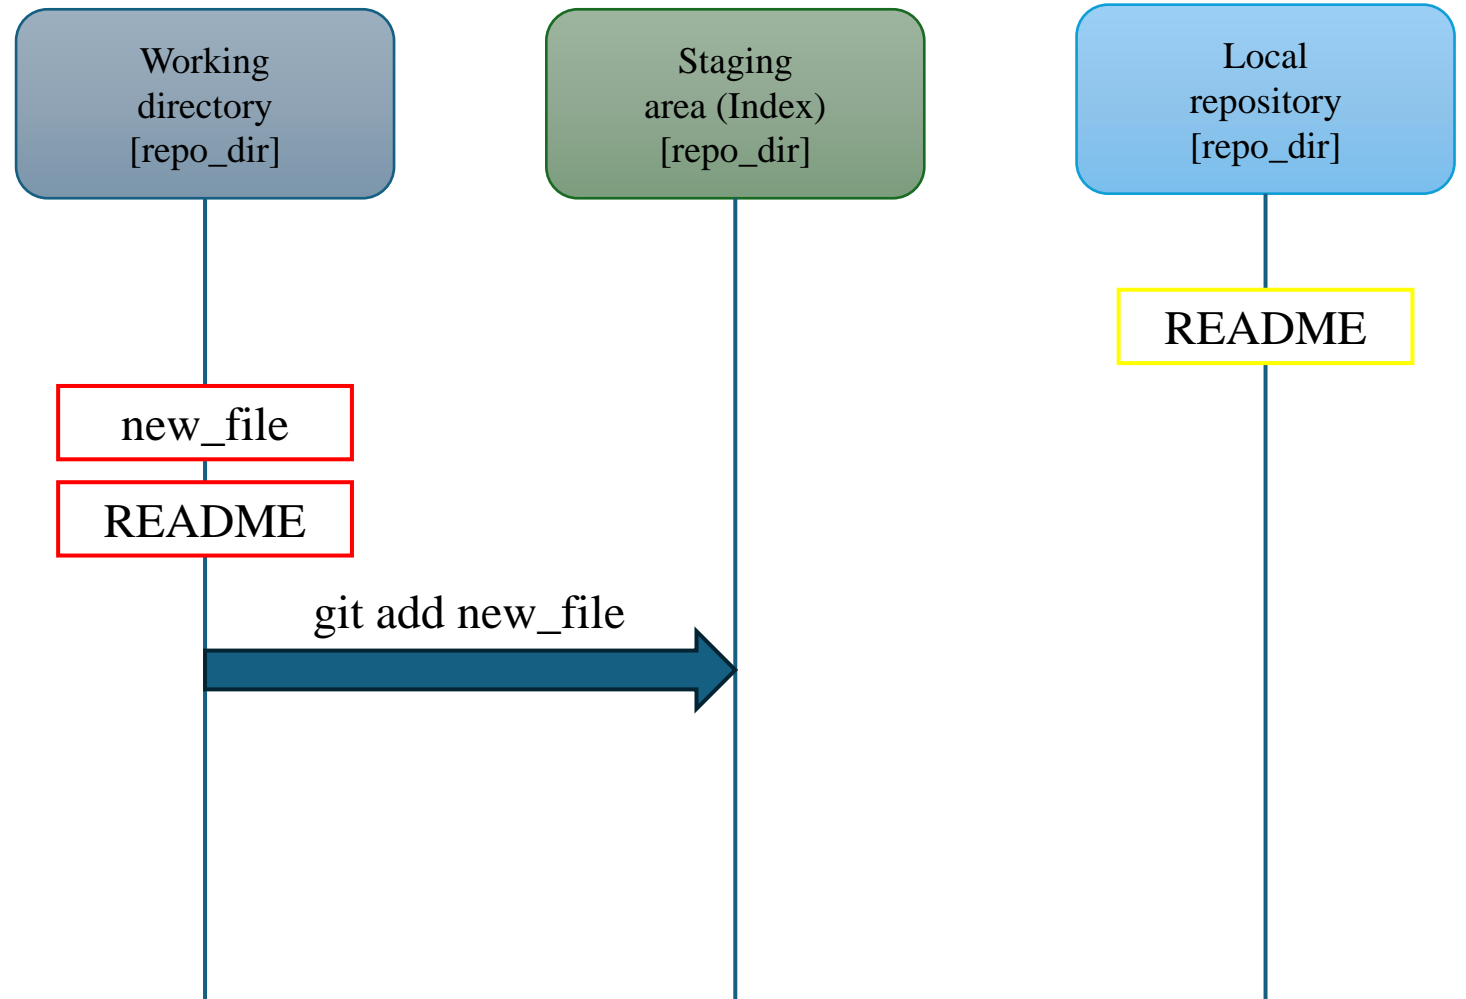 Working
directory
[repo_dir]
Staging
area (Index)
[repo_dir]
Local
repository
[repo_dir]
README
new_file
README
git add new_file